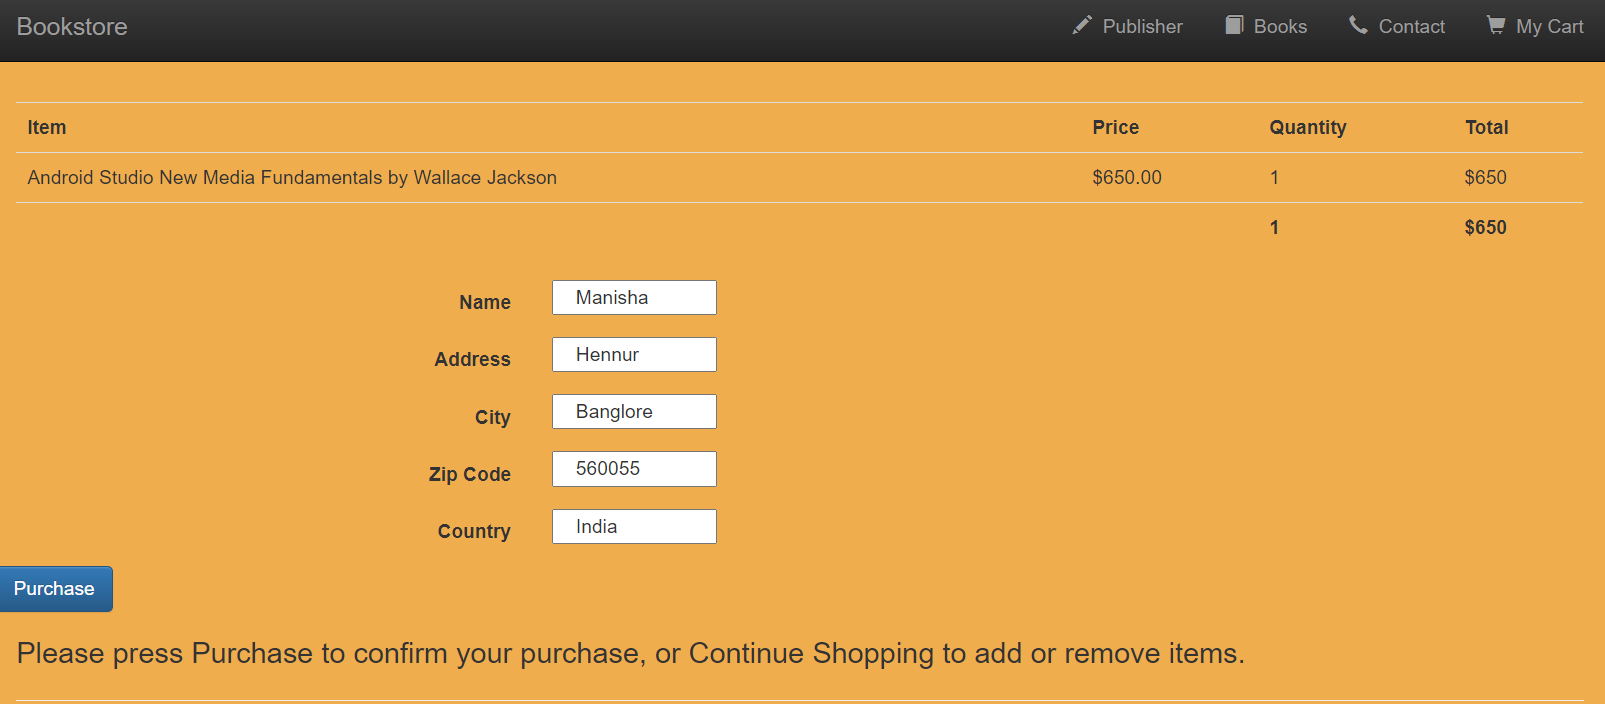 Bookstore Publisher Books Contact My Cart
Item Price Quantity Total
Android Studio New Media Fundamentals by Wallace Jackson $650.00 1 $650
1 $650
Name Manisha
Address Hennur
City Banglore
Zip Code 560055
Country India
Purchase
Please press Purchase to confirm your purchase, or Continue Shopping to add or remove items.